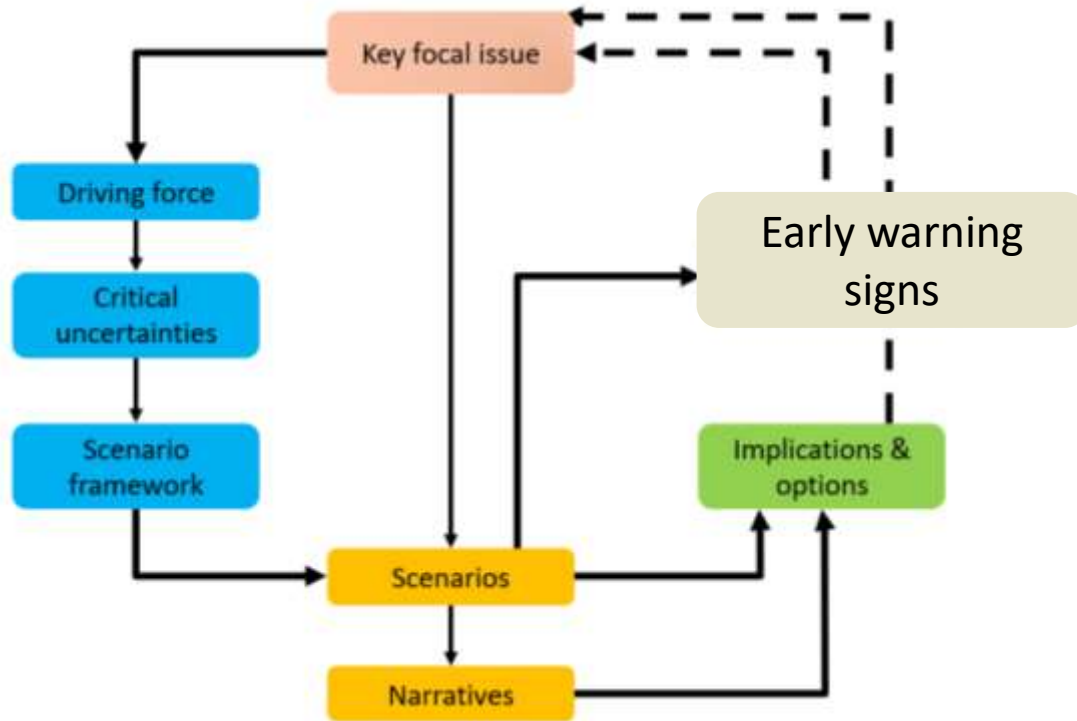 Key focal issue
Driving force
Early warning
signs
Critical
uncertainties
Scenario
framework
Implications &
options
Scenarios
Narratives